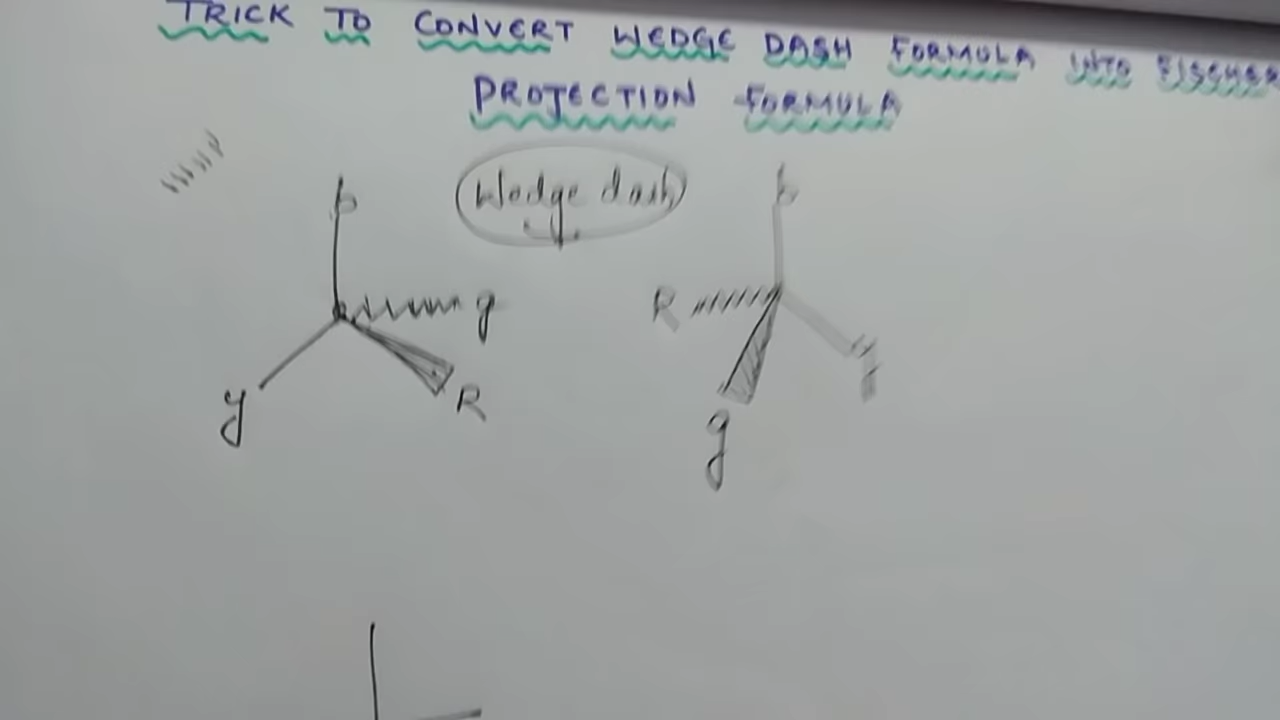 TRICK TO CONVERT WEDGE DASH FORMULA INTO FISCHER
PROJECTION FORMULA
Wedge dash
b
b
g
R
y
R
g